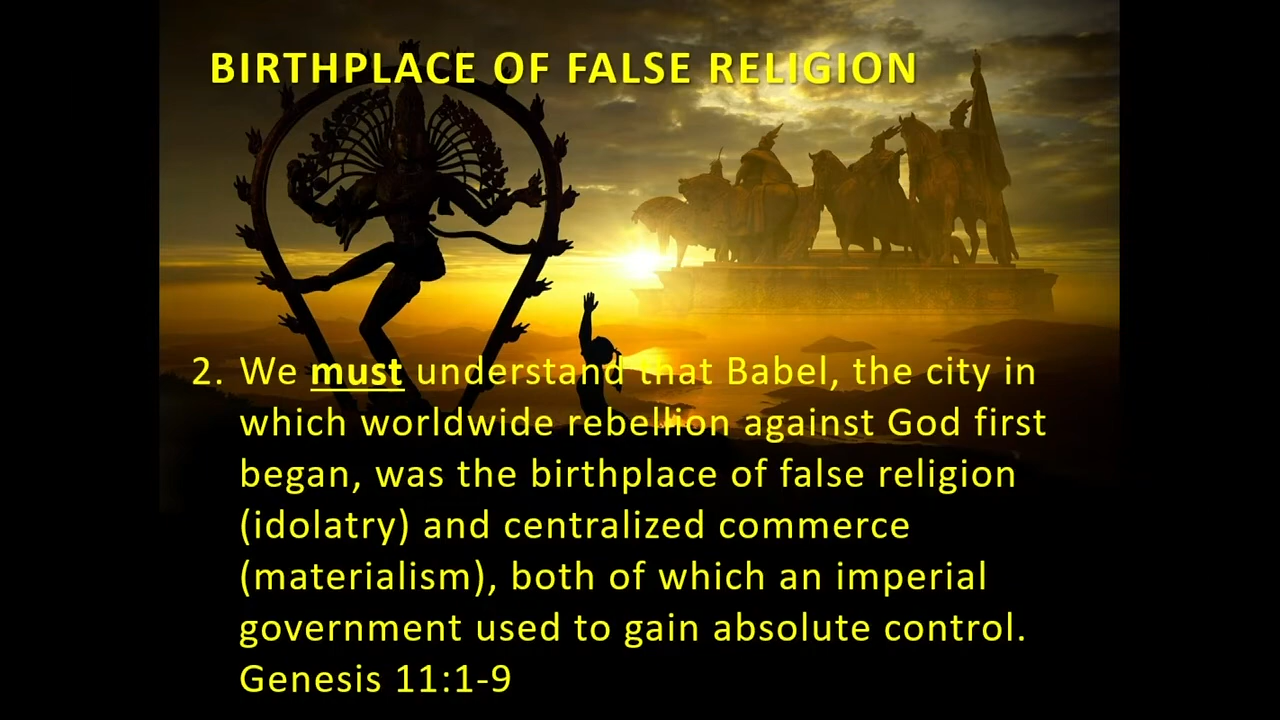 BIRTHPLACE OF FALSE RELIGION
2. We must understand that Babel, the city in
which worldwide rebellion against God first
began, was the birthplace of false religion
(idolatry) and centralized commerce
(materialism), both of which an imperial
government used to gain absolute control.
Genesis 11:1-9